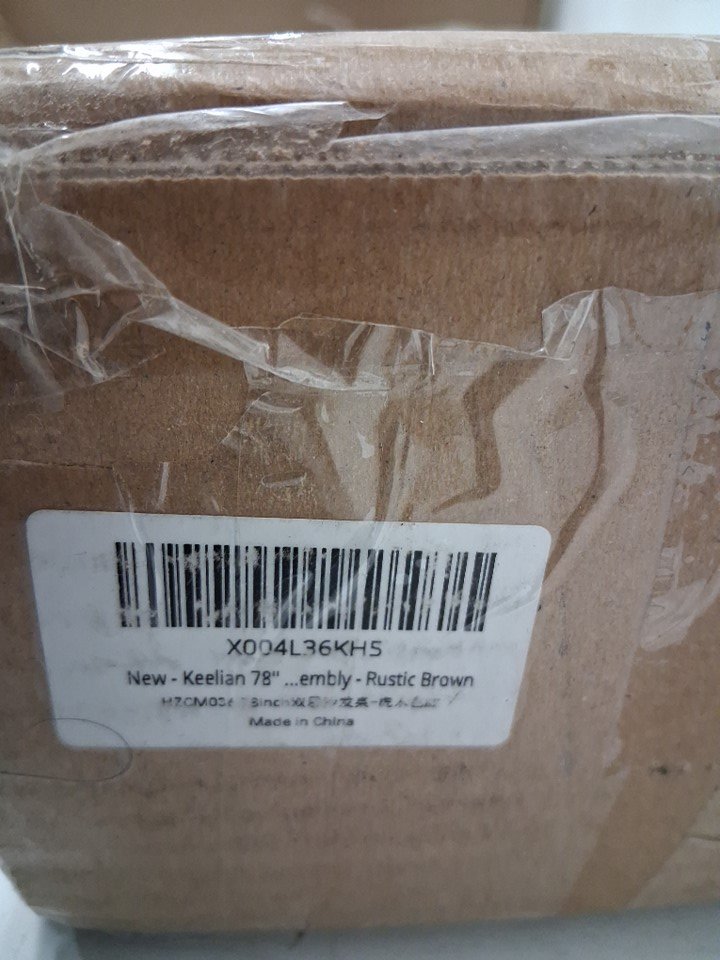 X004L36KH5
New - Keelian 78" ...embly - Rustic Brown
Made in China